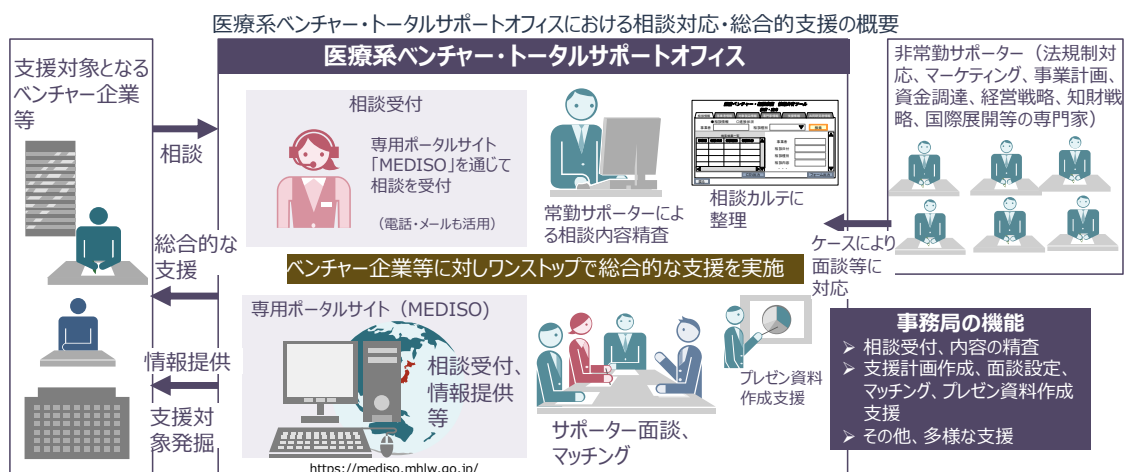 医療系ベンチャー・トータルサポートオフィスにおける相談対応・総合的支援の概要
支援対象となる
ベンチャー企業
等
相談
総合的な
支援
情報提供
支援対
象発掘
医療系ベンチャー・トータルサポートオフィス
相談受付
専用ポータルサイト
「MEDISO」を通じて
相談を受付
（電話・メールも活用）
常勤サポーターによ
る相談内容精査
相談カルテに
整理
ベンチャー企業等に対しワンストップで総合的な支援を実施
専用ポータルサイト（MEDISO）
相談受付、
情報提供
等
https://mediso.mhlw.go.jp/
サポーター面談、
マッチング
プレゼン資料
作成支援
非常勤サポーター（法規制対
応、マーケティング、事業計画、
資金調達、経営戦略、知財戦
略、国際展開等の専門家）
ケースにより
面談等に
対応
事務局の機能
➢ 相談受付、内容の精査
➢ 支援計画作成、面談設定、
マッチング、プレゼン資料作成
支援
➢ その他、多様な支援